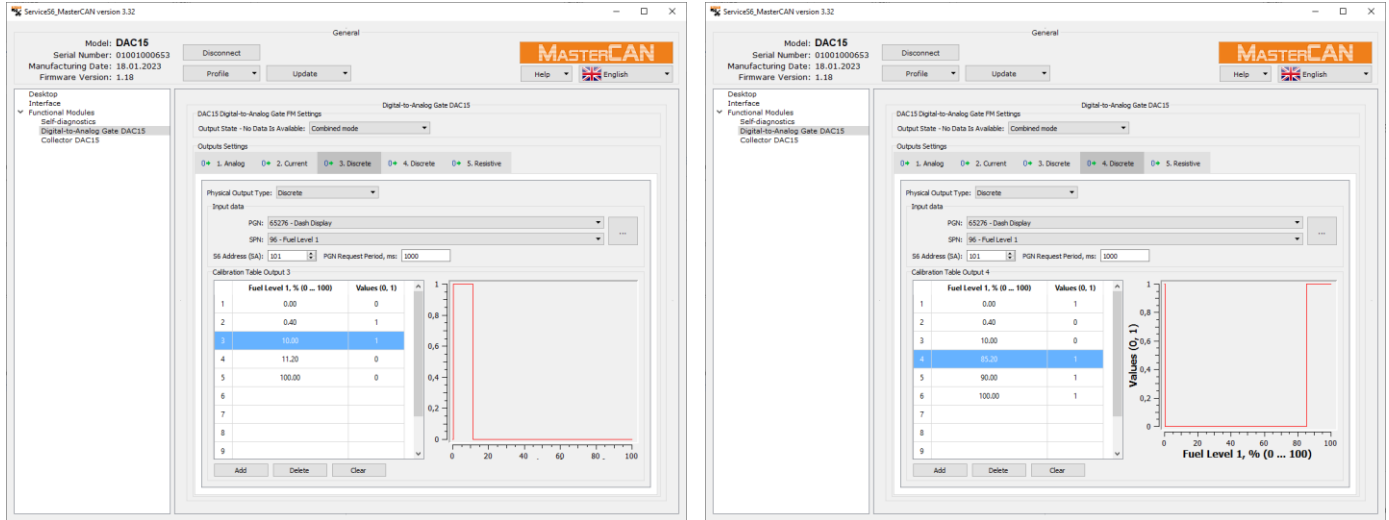 ServiceS6_MasterCAN version 3.32
General
Model: DAC15
Serial Number: 01001000653
Manufacturing Date: 18.01.2023
Firmware Version: 1.18
Disconnect
Profile
Update
MASTERCAN
Help
English
Desktop
Interface
Functional Modules
Self-diagnostics
Digital-to-Analog Gate DAC15
Collector DAC15
Digital-to-Analog Gate DAC15
DAC15 Digital-to-Analog Gate FM Settings
Output State - No Data Is Available: Combined mode
Outputs Settings
0 1. Analog 0 2. Current 0 3. Discrete 0 4. Discrete 0 5. Resistive
Physical Output Type: Discrete
Input data
PGN: 65276 - Dash Display
SPN: 96 - Fuel Level 1
...
S6 Address (SA): 101 PGN Request Period, ms: 1000
Calibration Table Output 3
Fuel Level 1, % (0 ... 100) Values (0, 1)
1 0.00 0
2 0.40 1
3 10.00 1
4 11.20 0
5 100.00 0
6
7
8
9
1
0,8
0,6
0,4
0,2
0
0 20 40 60 80 100
Add Delete Clear
ServiceS6_MasterCAN version 3.32
General
Model: DAC15
Serial Number: 01001000653
Manufacturing Date: 18.01.2023
Firmware Version: 1.18
Disconnect
Profile
Update
MASTERCAN
Help
English
Desktop
Interface
Functional Modules
Self-diagnostics
Digital-to-Analog Gate DAC15
Collector DAC15
Digital-to-Analog Gate DAC15
DAC15 Digital-to-Analog Gate FM Settings
Output State - No Data Is Available: Combined mode
Outputs Settings
0 1. Analog 0 2. Current 0 3. Discrete 0 4. Discrete 0 5. Resistive
Physical Output Type: Discrete
Input data
PGN: 65276 - Dash Display
SPN: 96 - Fuel Level 1
...
S6 Address (SA): 101 PGN Request Period, ms: 1000
Calibration Table Output 4
Fuel Level 1, % (0 ... 100) Values (0, 1)
1 0.00 1
2 0.40 0
3 10.00 0
4 85.20 1
5 90.00 1
6 100.00 1
7
8
9
Values (0, 1)
1
0,8
0,6
0,4
0,2
0
0 20 40 60 80 100
Fuel Level 1, % (0 ... 100)
Add Delete Clear